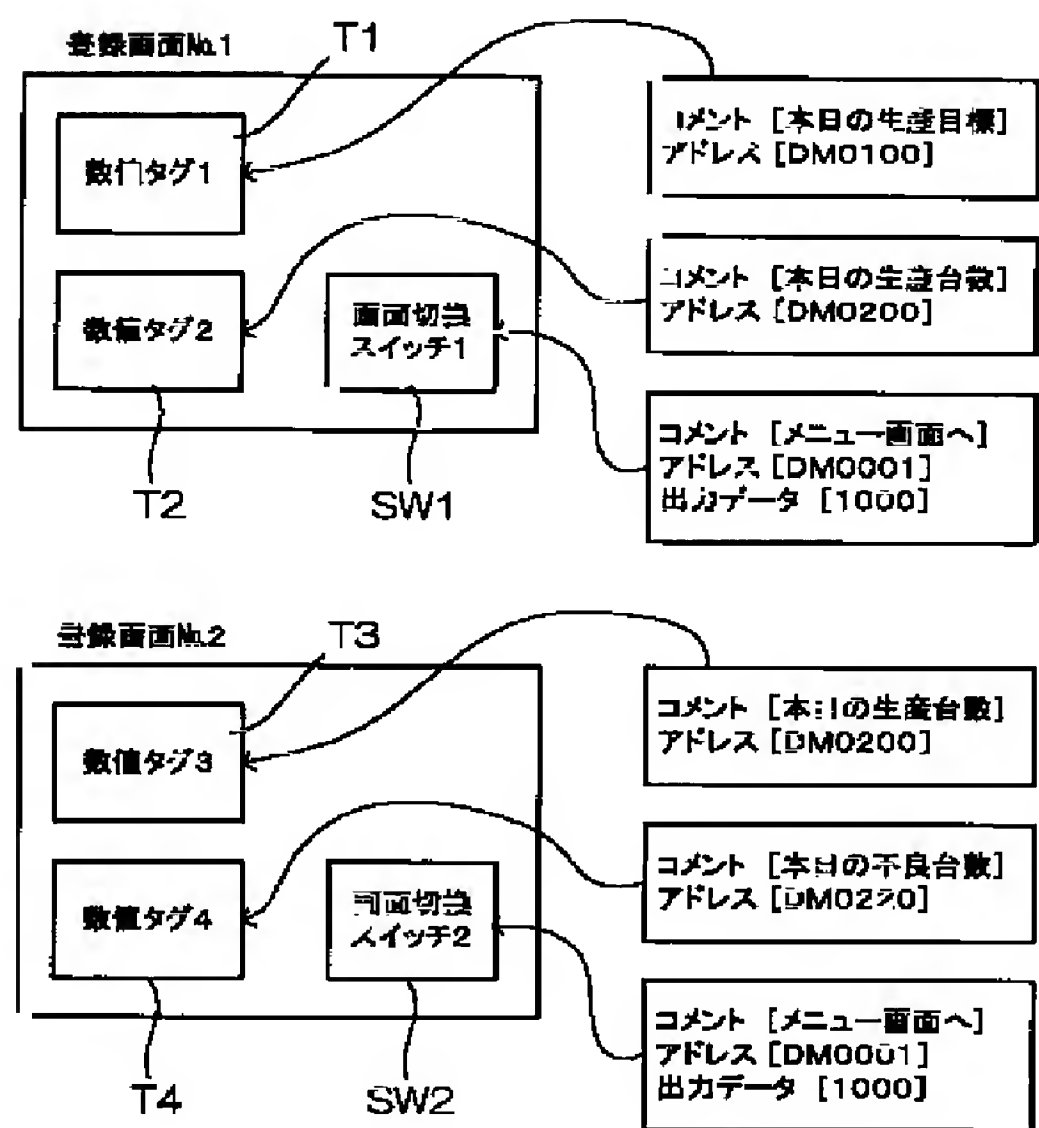 登録画面No.1
T1
コメント [本日の生産目標]
アドレス [DM0100]
数値タグ1
コメント [本日の生産台数]
アドレス [DM0200]
数値タグ2
画面切換
スイッチ1
コメント [メニュー画面へ]
アドレス [DM0001]
出力データ [1000]
T2
SW1
登録画面No.2
T3
コメント [本日の生産台数]
アドレス [DM0200]
数値タグ3
コメント [本日の不良台数]
アドレス [DM0220]
数値タグ4
画面切換
スイッチ2
コメント [メニュー画面へ]
アドレス [DM0001]
出力データ [1000]
T4
SW2